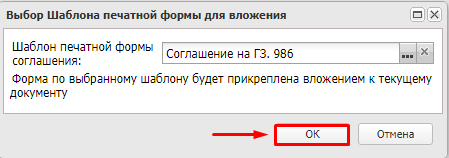 Выбор Шаблона печатной формы для вложения
Шаблон печатной формы соглашения:
Соглашение на ГЗ. 986
Форма по выбранному шаблону будет прикреплена вложением к текущему
документу
ОК
Отмена